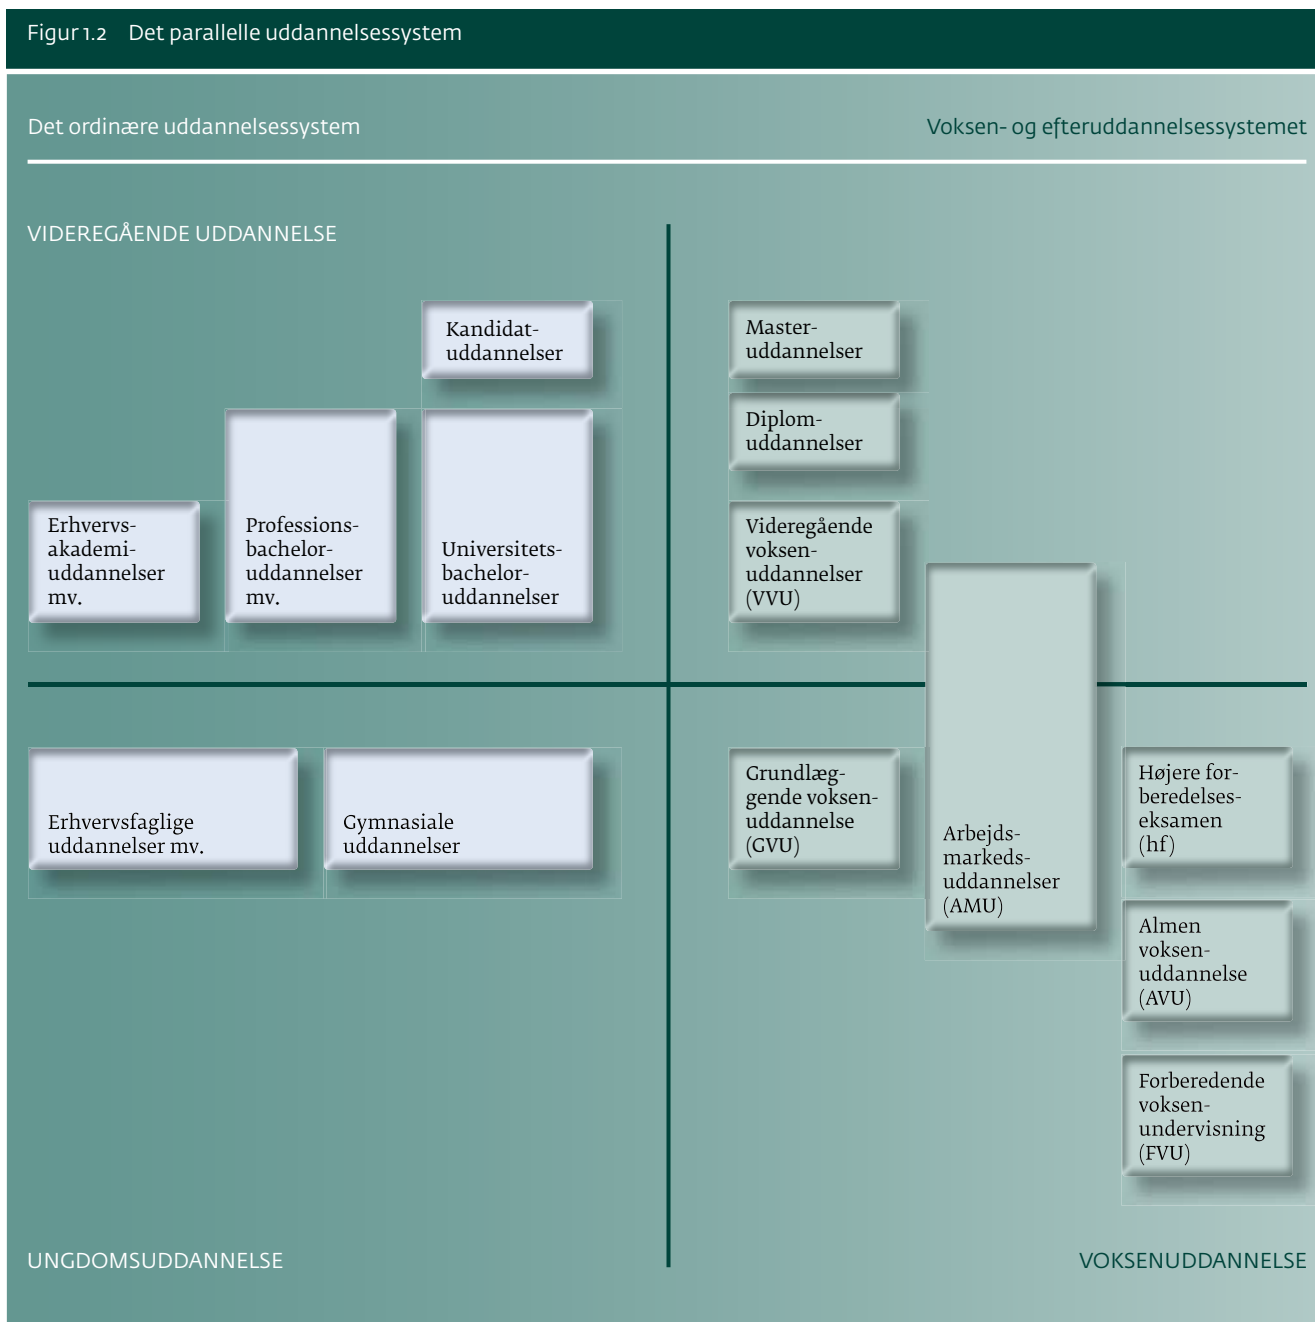 Figur 1.2 Det parallelle uddannelsessystem
Det ordinære uddannelsessystem
Voksen- og efteruddannelsessystemet
VIDEREGÅENDE UDDANNELSE
Kandidat-
uddannelser
Erhvervs-
akademi-
uddannelser
mv.
Professions-
bachelor-
uddannelser
mv.
Universitets-
bachelor-
uddannelser
Master-
uddannelser
Diplom-
uddannelser
Videregående
voksen-
uddannelser
(VVU)
Erhvervsfaglige
uddannelser mv.
Gymnasiale
uddannelser
Grundlæg-
gende voksen-
uddannelse
(GVU)
Arbejds-
markeds-
uddannelser
(AMU)
Højere for-
beredelses-
eksamen
(hf)
Almen
voksen-
uddannelse
(AVU)
Forberedende
voksen-
undervisning
(FVU)
UNGDOMSUDDANNELSE
VOKSENUDDANNELSE